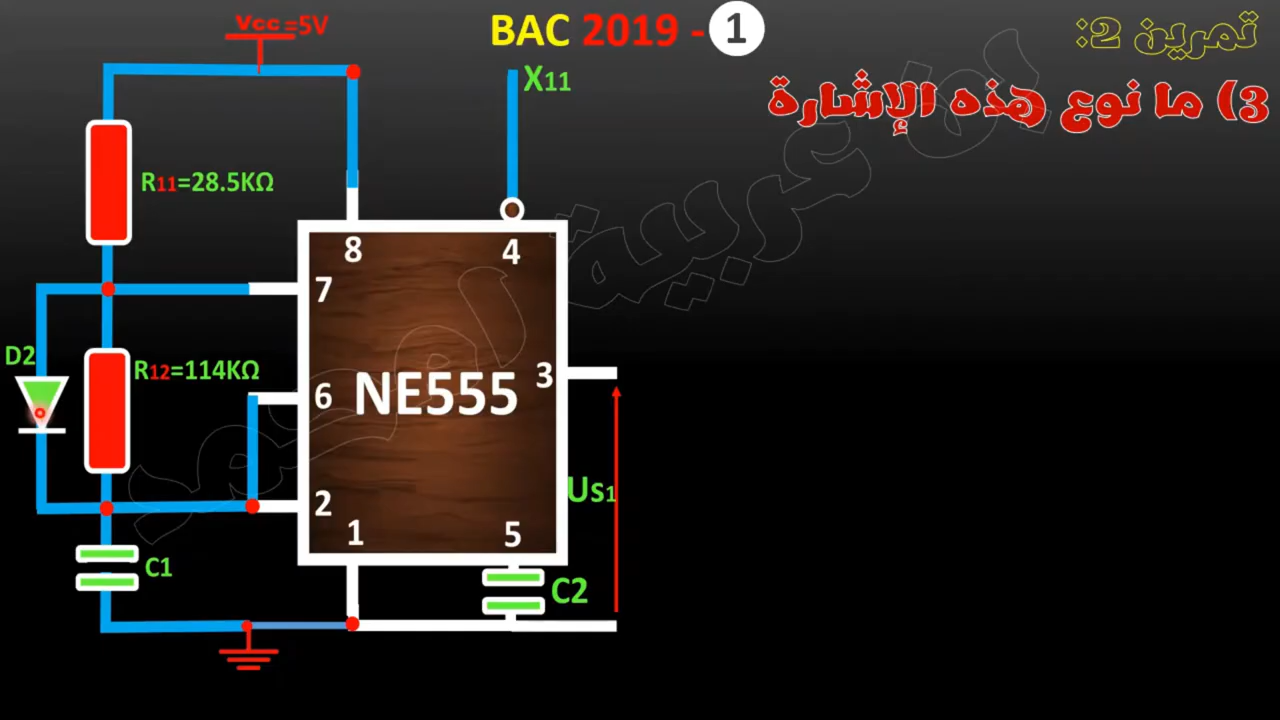 تمرين 2:
BAC 2019 - 1
3) ما نوع هذه الإشارة
Vcc =5V
X11
R11=28.5KΩ
8
4
7
D2
R12=114KΩ
6
NE555
3
2
Us1
1
5
C1
C2